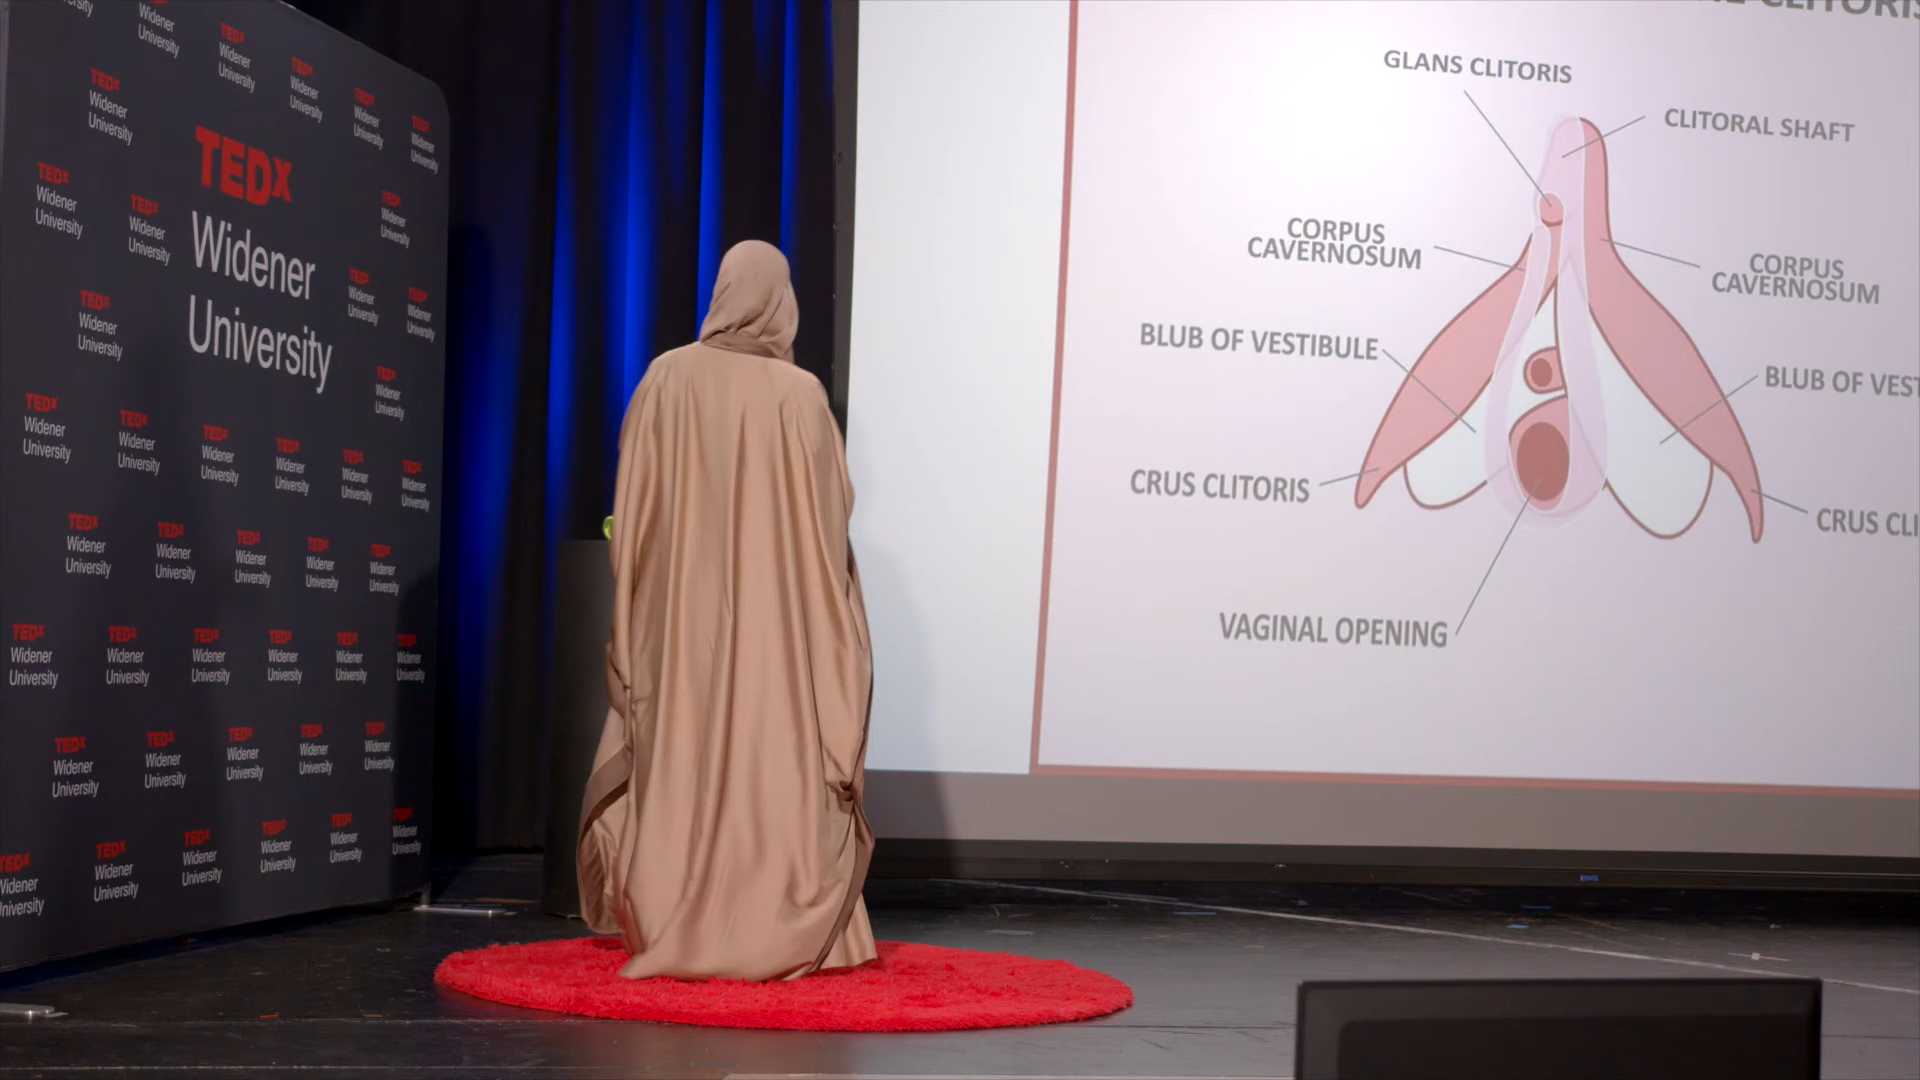 TEDx
Widener
University
CLITORIS
GLANS CLITORIS
CLITORAL SHAFT
CORPUS
CAVERNOSUM
CORPUS
CAVERNOSUM
BLUB OF VESTIBULE
BLUB OF VEST
CRUS CLITORIS
CRUS CLI
VAGINAL OPENING